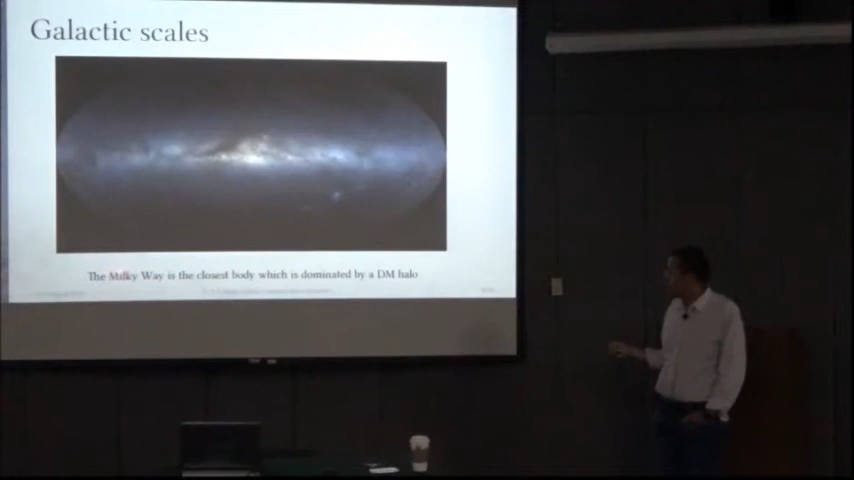 Galactic scales
The Milky Way is the closest body which is dominated by a DM halo